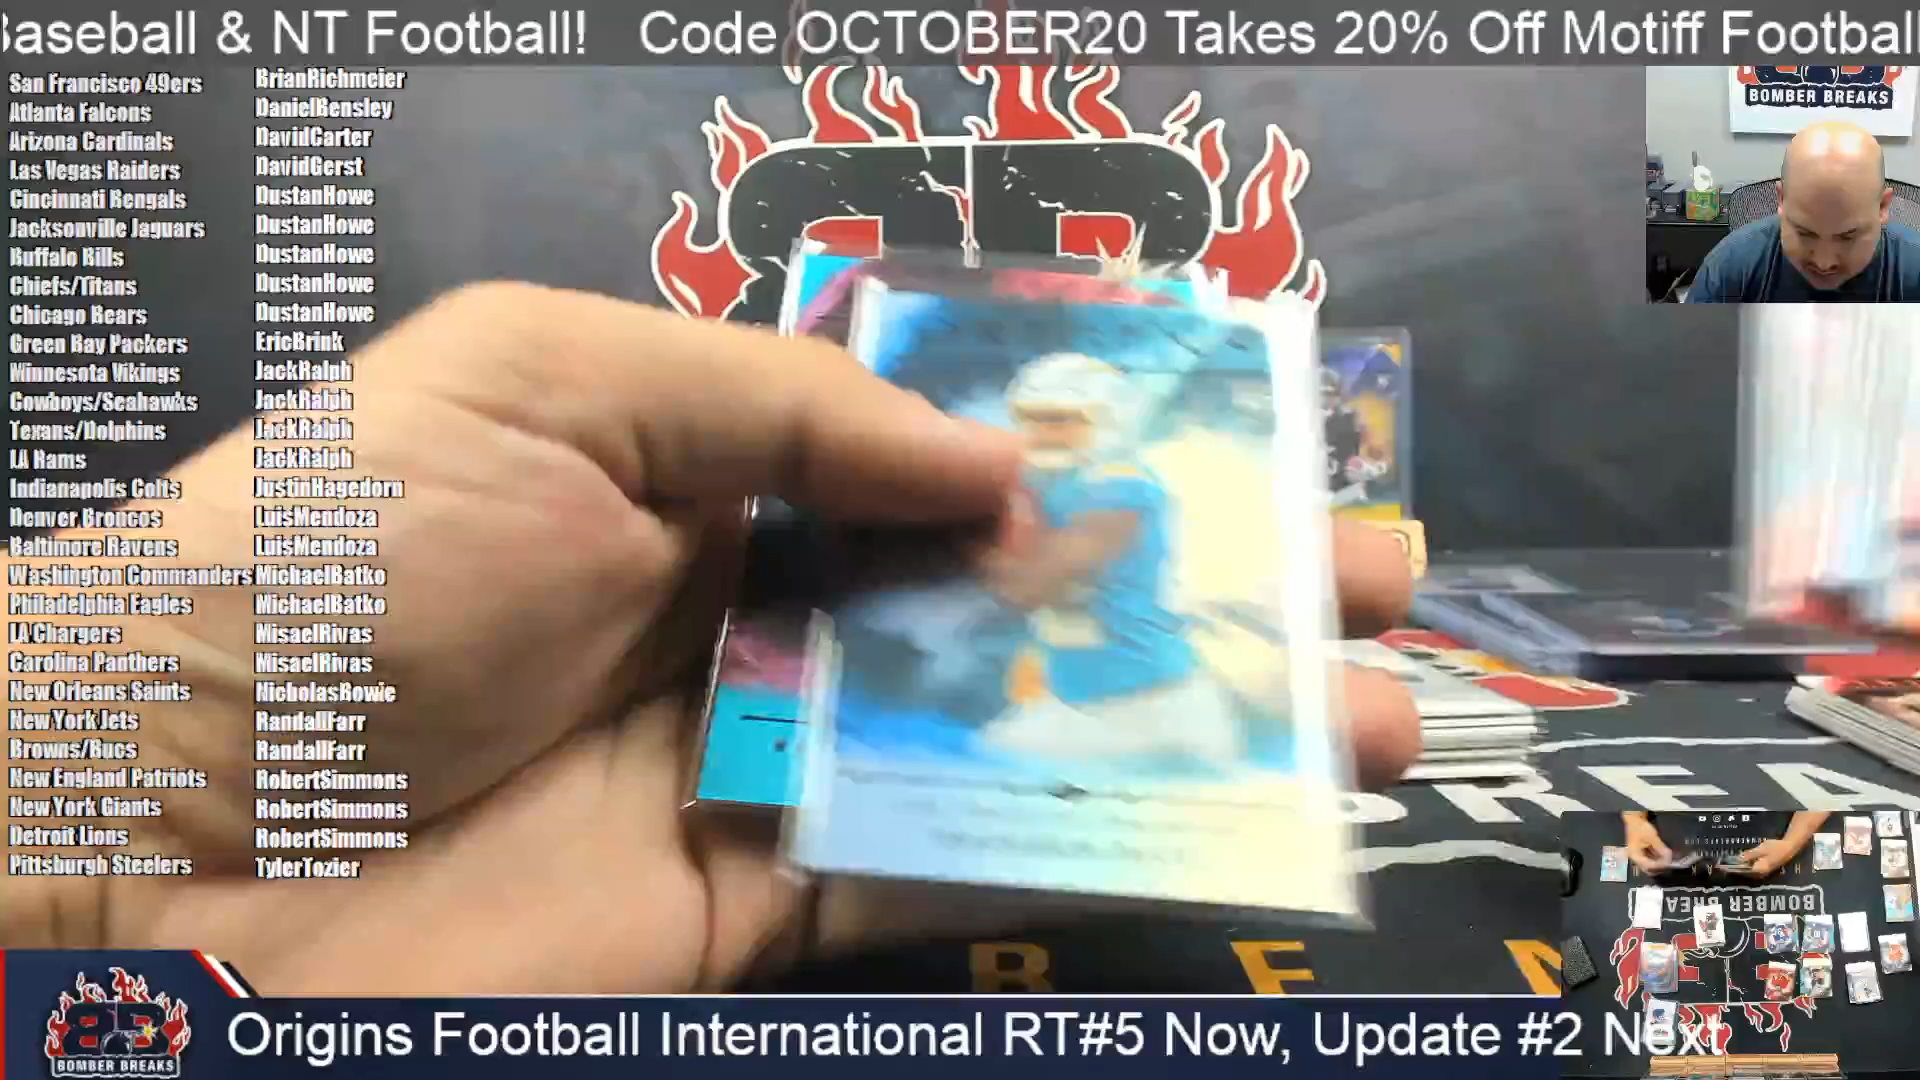 Baseball & NT Football! Code OCTOBER20 Takes 20% Off Motiff Football
BOMBER BREAKS
San Francisco 49ers BrianRichmeier
Atlanta Falcons DanielBensley
Arizona Cardinals DavidCarter
Las Vegas Raiders DavidGerst
Cincinnati Bengals DustanHowe
Jacksonville Jaguars DustanHowe
Buffalo Bills DustanHowe
Chiefs/Titans DustanHowe
Chicago Bears DustanHowe
Green Bay Packers EricBrink
Minnesota Vikings JackRalph
Cowboys/Seahawks JackRalph
Texans/Dolphins JackRalph
LA Rams JackRalph
Indianapolis Colts JustinHagedorn
Denver Broncos LuisMendoza
Baltimore Ravens LuisMendoza
Washington Commanders MichaelBatko
Philadelphia Eagles MichaelBatko
LA Chargers MisaelRivas
Carolina Panthers MisaelRivas
New Orleans Saints NicholasBowie
New York Jets RandallFarr
Browns/Bucs RandallFarr
New England Patriots RobertSimmons
New York Giants RobertSimmons
Detroit Lions RobertSimmons
Pittsburgh Steelers TylerTozier
BREA
B E
BOMBER BREA
BOMBER BREAKS
Origins Football International RT#5 Now, Update #2 Next